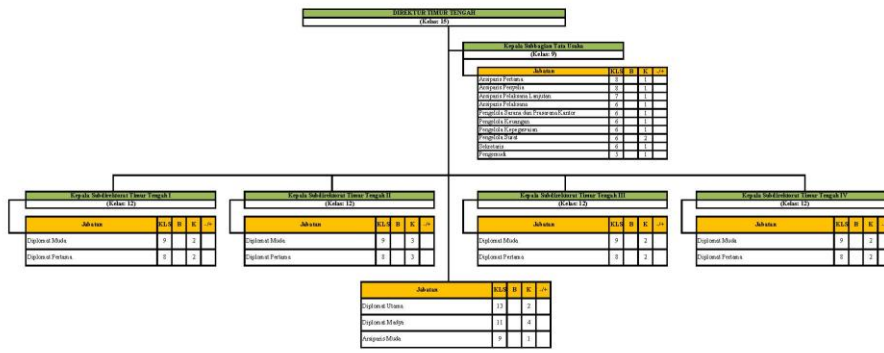 DIREKTUR TIMUR TENGAH
(Kelas: 15)
Kepala Subbagian Tata Usaha
(Kelas: 9)
Jabatan KLS B K -/+
Arsiparis Pertama 8 1
Arsiparis Penyelia 8 1
Arsiparis Pelaksana Lanjutan 7 1
Arsiparis Pelaksana 6 1
Pengelola Sarana dan Prasarana Kantor 6 1
Pengelola Keuangan 6 1
Pengelola Kepegawaian 6 1
Pengelola Surat 6 2
Sekretaris 6 1
Pengemudi 3 1
Kepala Subdirektorat Timur Tengah I
(Kelas: 12)
Jabatan KLS B K -/+
Diplomat Muda 9 2
Diplomat Pertama 8 2
Kepala Subdirektorat Timur Tengah II
(Kelas: 12)
Jabatan KLS B K -/+
Diplomat Muda 9 3
Diplomat Pertama 8 3
Kepala Subdirektorat Timur Tengah III
(Kelas: 12)
Jabatan KLS B K -/+
Diplomat Muda 9 2
Diplomat Pertama 8 2
Kepala Subdirektorat Timur Tengah IV
(Kelas: 12)
Jabatan KLS B K -/+
Diplomat Muda 9 2
Diplomat Pertama 8 2
Jabatan KLS B K -/+
Diplomat Utama 13 2
Diplomat Madya 11 4
Arsiparis Muda 9 1